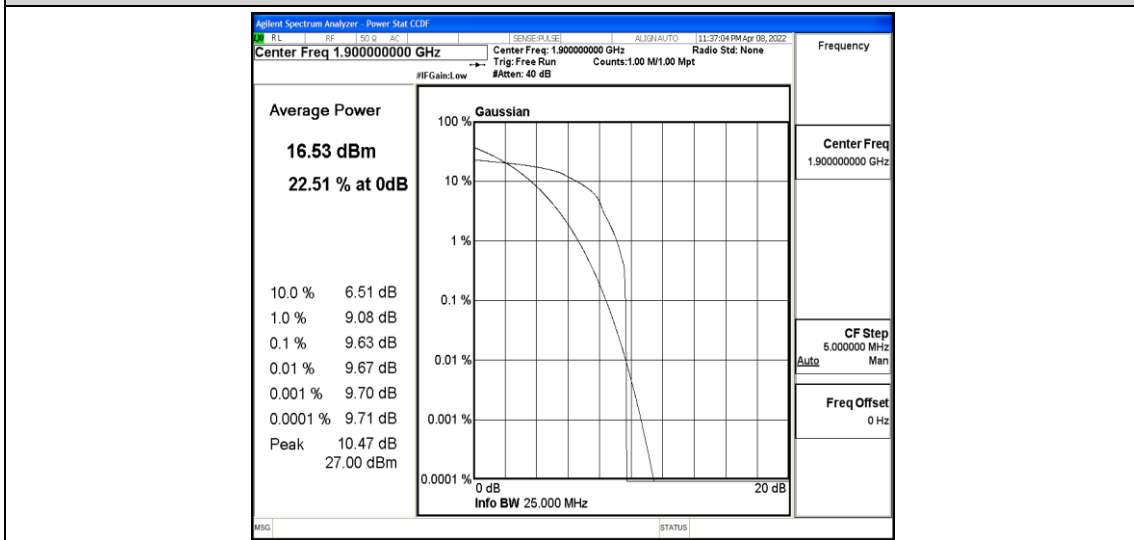 Agilent Spectrum Analyzer - Power Stat CCDF
RL RF 50 Ω AC SENSE:PULSE ALIGNAUTO 11:37:04 PM Apr 08, 2022
Center Freq 1.900000000 GHz
Center Freq: 1.900000000 GHz Radio Std: None
Trig: Free Run Counts:1.00 M/1.00 Mpt
#IFGain:Low #Atten: 40 dB
Frequency
Average Power
16.53 dBm
22.51 % at 0dB
10.0 % 6.51 dB
1.0 % 9.08 dB
0.1 % 9.63 dB
0.01 % 9.67 dB
0.001 % 9.70 dB
0.0001 % 9.71 dB
Peak 10.47 dB
27.00 dBm
Gaussian
100 %
10 %
1 %
0.1 %
0.01 %
0.001 %
0.0001 %
0 dB 20 dB
Info BW 25.000 MHz
Center Freq
1.900000000 GHz
CF Step
5.000000 MHz
Auto Man
Freq Offset
0 Hz
MSG STATUS